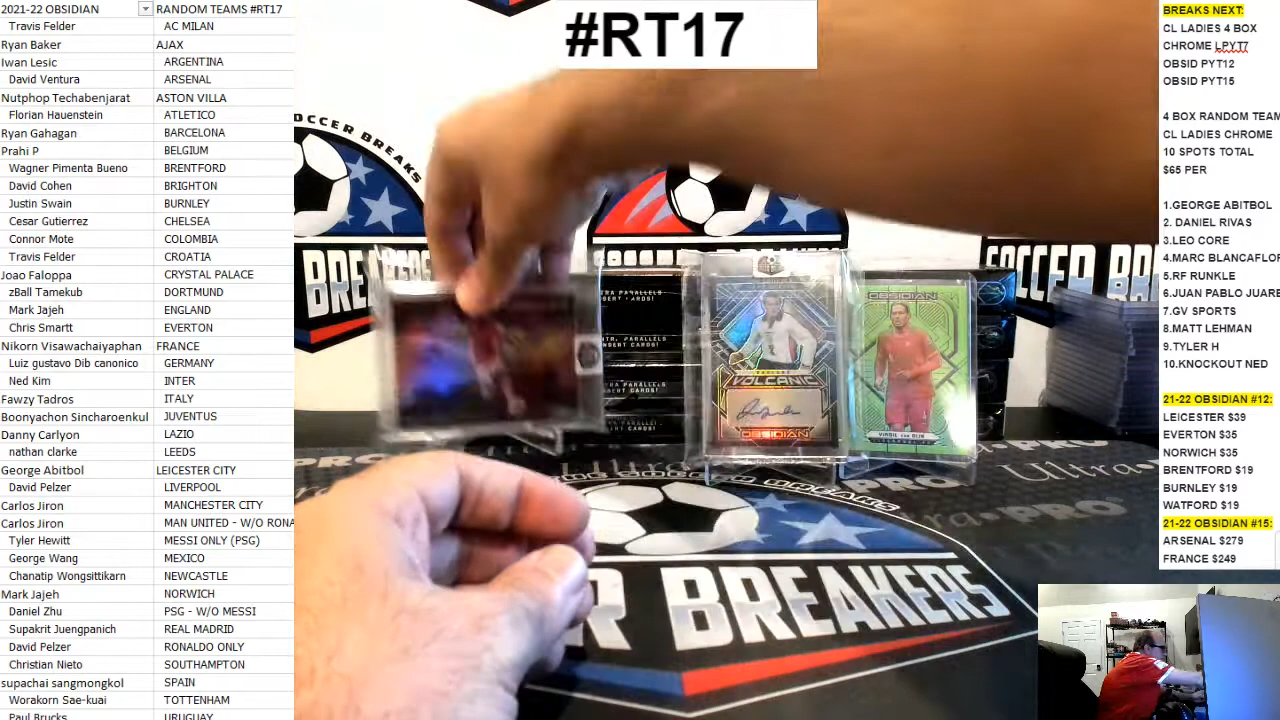 2021-22 OBSIDIAN RANDOM TEAMS #RT17
Travis Felder AC MILAN
Ryan Baker AJAX
Iwan Lesic ARGENTINA
David Ventura ARSENAL
Nutphop Techabenjarat ASTON VILLA
Florian Hauenstein ATLETICO
Ryan Gahagan BARCELONA
Prahi P BELGIUM
Wagner Pimenta Bueno BRENTFORD
David Cohen BRIGHTON
Justin Swain BURNLEY
Cesar Gutierrez CHELSEA
Connor Mote COLOMBIA
Travis Felder CROATIA
Joao Faloppa CRYSTAL PALACE
zBall Tamekub DORTMUND
Mark Jajeh ENGLAND
Chris Smartt EVERTON
Nikorn Visawachaiyaphan FRANCE
Luiz gustavo Dib canonico GERMANY
Ned Kim INTER
Fawzy Tadros ITALY
Boonyachon Sincharoenkul JUVENTUS
Danny Carlyon LAZIO
nathan clarke LEEDS
George Abitbol LEICESTER CITY
David Pelzer LIVERPOOL
Carlos Jiron MANCHESTER CITY
Carlos Jiron MAN UNITED - W/O RONA
Tyler Hewitt MESSI ONLY (PSG)
George Wang MEXICO
Chanatip Wongsittikarn NEWCASTLE
Mark Jajeh NORWICH
Daniel Zhu PSG - W/O MESSI
Supakrit Juengpanich REAL MADRID
David Pelzer RONALDO ONLY
Christian Nieto SOUTHAMPTON
supachai sangmongkol SPAIN
Worakorn Sae-kuai TOTTENHAM
Paul Brucks URUGUAY
#RT17
SOCCER BREAKS
BREAKERS
SOCCER BR
VOLCANIC
OBSIDIAN
OBSIDIAN
VIRGIL VAN DIJK
PRO
Ultra PRO
ER BREAKERS
BREAKS NEXT:
CL LADIES 4 BOX
CHROME LPYT7
OBSID PYT12
OBSID PYT15
4 BOX RANDOM TEAM
CL LADIES CHROME
10 SPOTS TOTAL
$65 PER
1.GEORGE ABITBOL
2. DANIEL RIVAS
3.LEO CORE
4.MARC BLANCAFLOR
5.RF RUNKLE
6.JUAN PABLO JUARE
7.GV SPORTS
8.MATT LEHMAN
9.TYLER H
10.KNOCKOUT NED
21-22 OBSIDIAN #12:
LEICESTER $39
EVERTON $35
NORWICH $35
BRENTFORD $19
BURNLEY $19
WATFORD $19
21-22 OBSIDIAN #15:
ARSENAL $279
FRANCE $249